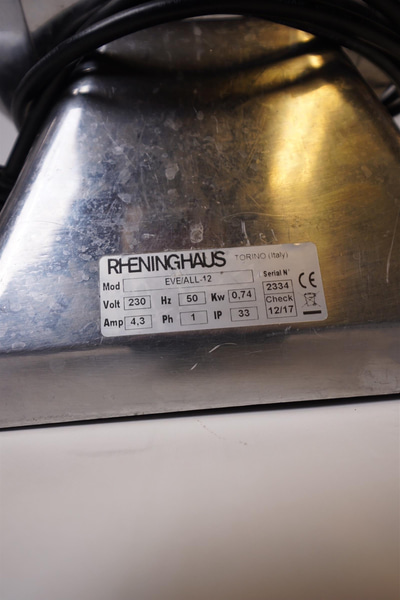 RHENINGHAUS TORINO (Italy)
Mod EVE/ALL-12 Serial N°
Volt 230 Hz 50 Kw 0,74 2334 CE
Amp 4,3 Ph 1 IP 33 Check
12/17